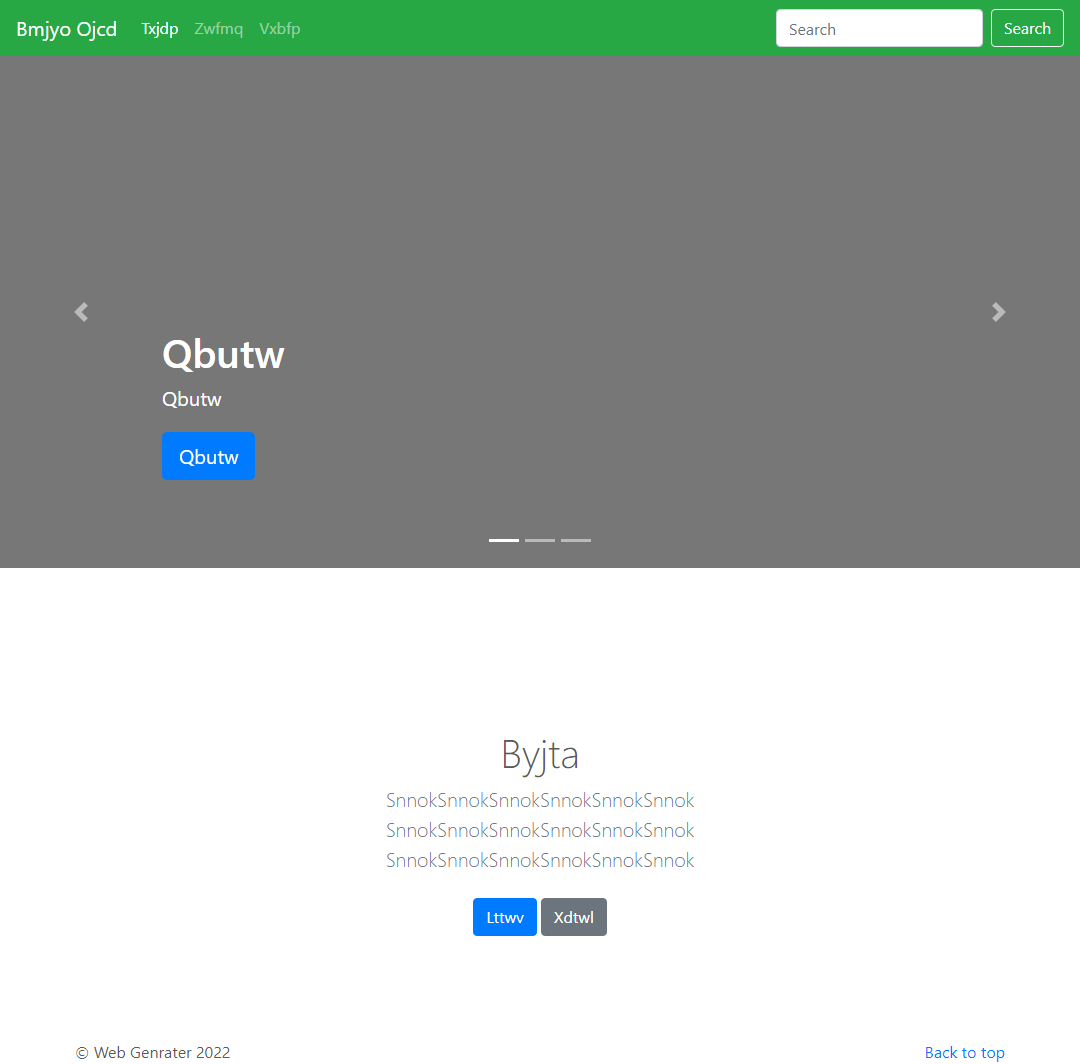 Bmjyo Ojcd Txjdp Zwfmq Vxbfp Search Search
Qbutw
Qbutw
Qbutw
Byjta
SnnokSnnokSnnokSnnokSnnokSnnok
SnnokSnnokSnnokSnnokSnnokSnnok
SnnokSnnokSnnokSnnokSnnokSnnok
Lttwv Xdtwl
© Web Genrater 2022 Back to top